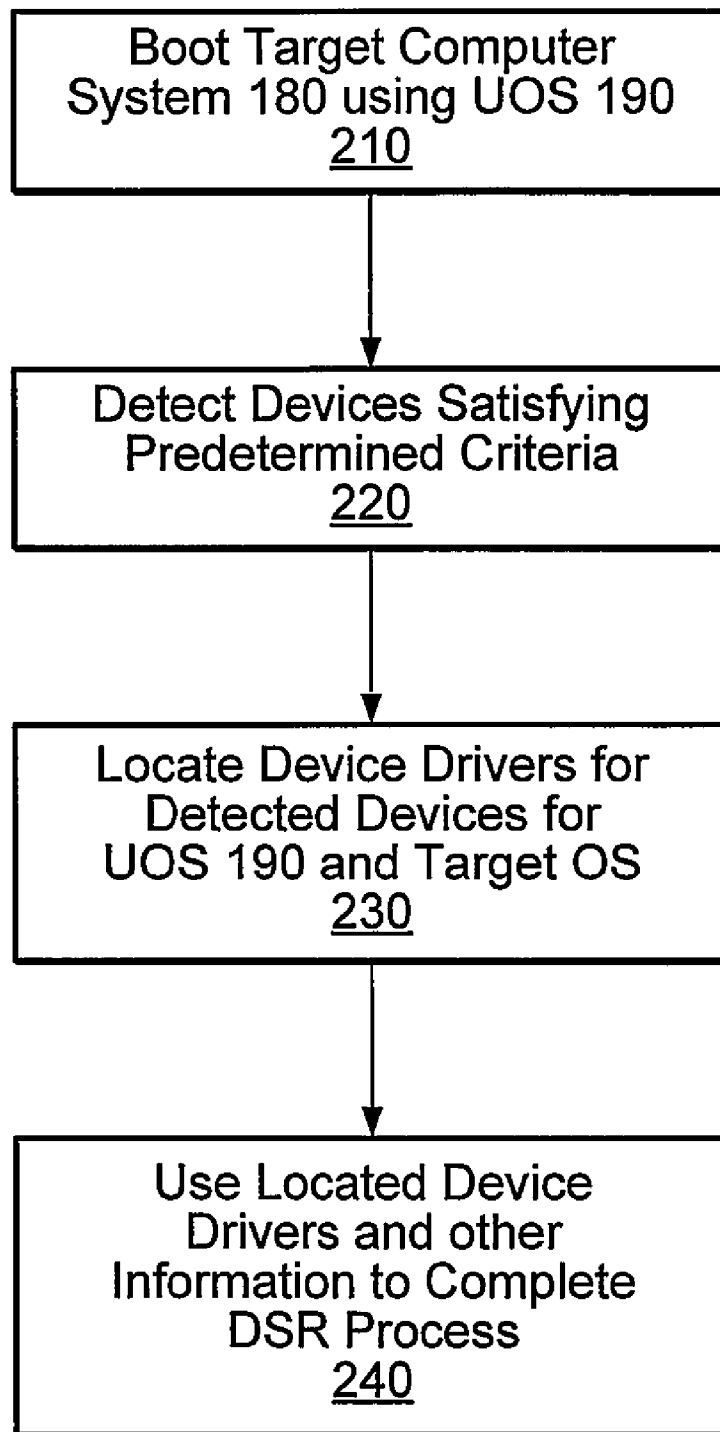 Boot Target Computer
System 180 using UOS 190
210
Detect Devices Satisfying
Predetermined Criteria
220
Locate Device Drivers for
Detected Devices for
UOS 190 and Target OS
230
Use Located Device
Drivers and other
Information to Complete
DSR Process
240